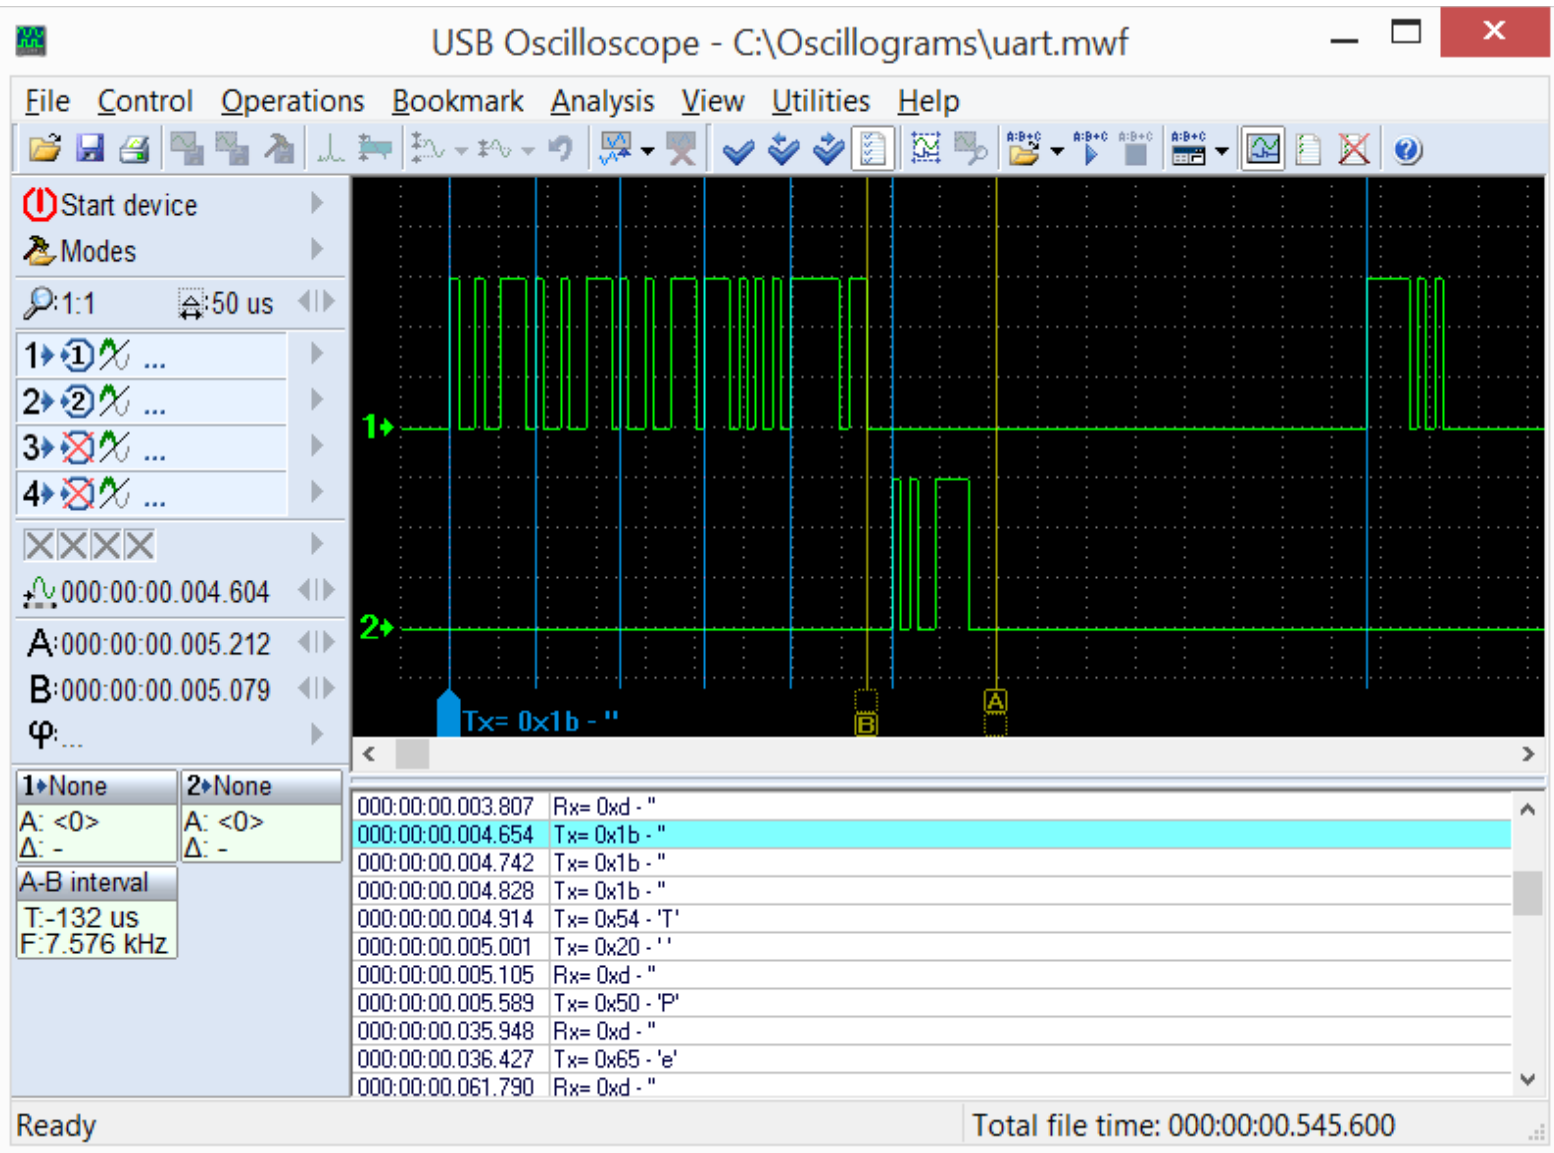 USB Oscilloscope - C:\Oscillograms\uart.mwf
File Control Operations Bookmark Analysis View Utilities Help
A:B+C A:B+C A:B+C A:B+C
Start device
Modes
:1:1 :50 us
1 1 ...
2 2 ...
3 ...
4 ...
000:00:00.004.604
A:000:00:00.005.212
B:000:00:00.005.079
φ:...
1 None 2 None
A: <0> A: <0>
Δ: - Δ: -
A-B interval
T:-132 us
F:7.576 kHz
1
2
A
B
Tx= 0x1b - ''
000:00:00.003.807 Rx= 0xd - ''
000:00:00.004.654 Tx= 0x1b - ''
000:00:00.004.742 Tx= 0x1b - ''
000:00:00.004.828 Tx= 0x1b - ''
000:00:00.004.914 Tx= 0x54 - 'T'
000:00:00.005.001 Tx= 0x20 - ' '
000:00:00.005.105 Rx= 0xd - ''
000:00:00.005.589 Tx= 0x50 - 'P'
000:00:00.035.948 Rx= 0xd - ''
000:00:00.036.427 Tx= 0x65 - 'e'
000:00:00.061.790 Rx= 0xd - ''
Ready Total file time: 000:00:00.545.600